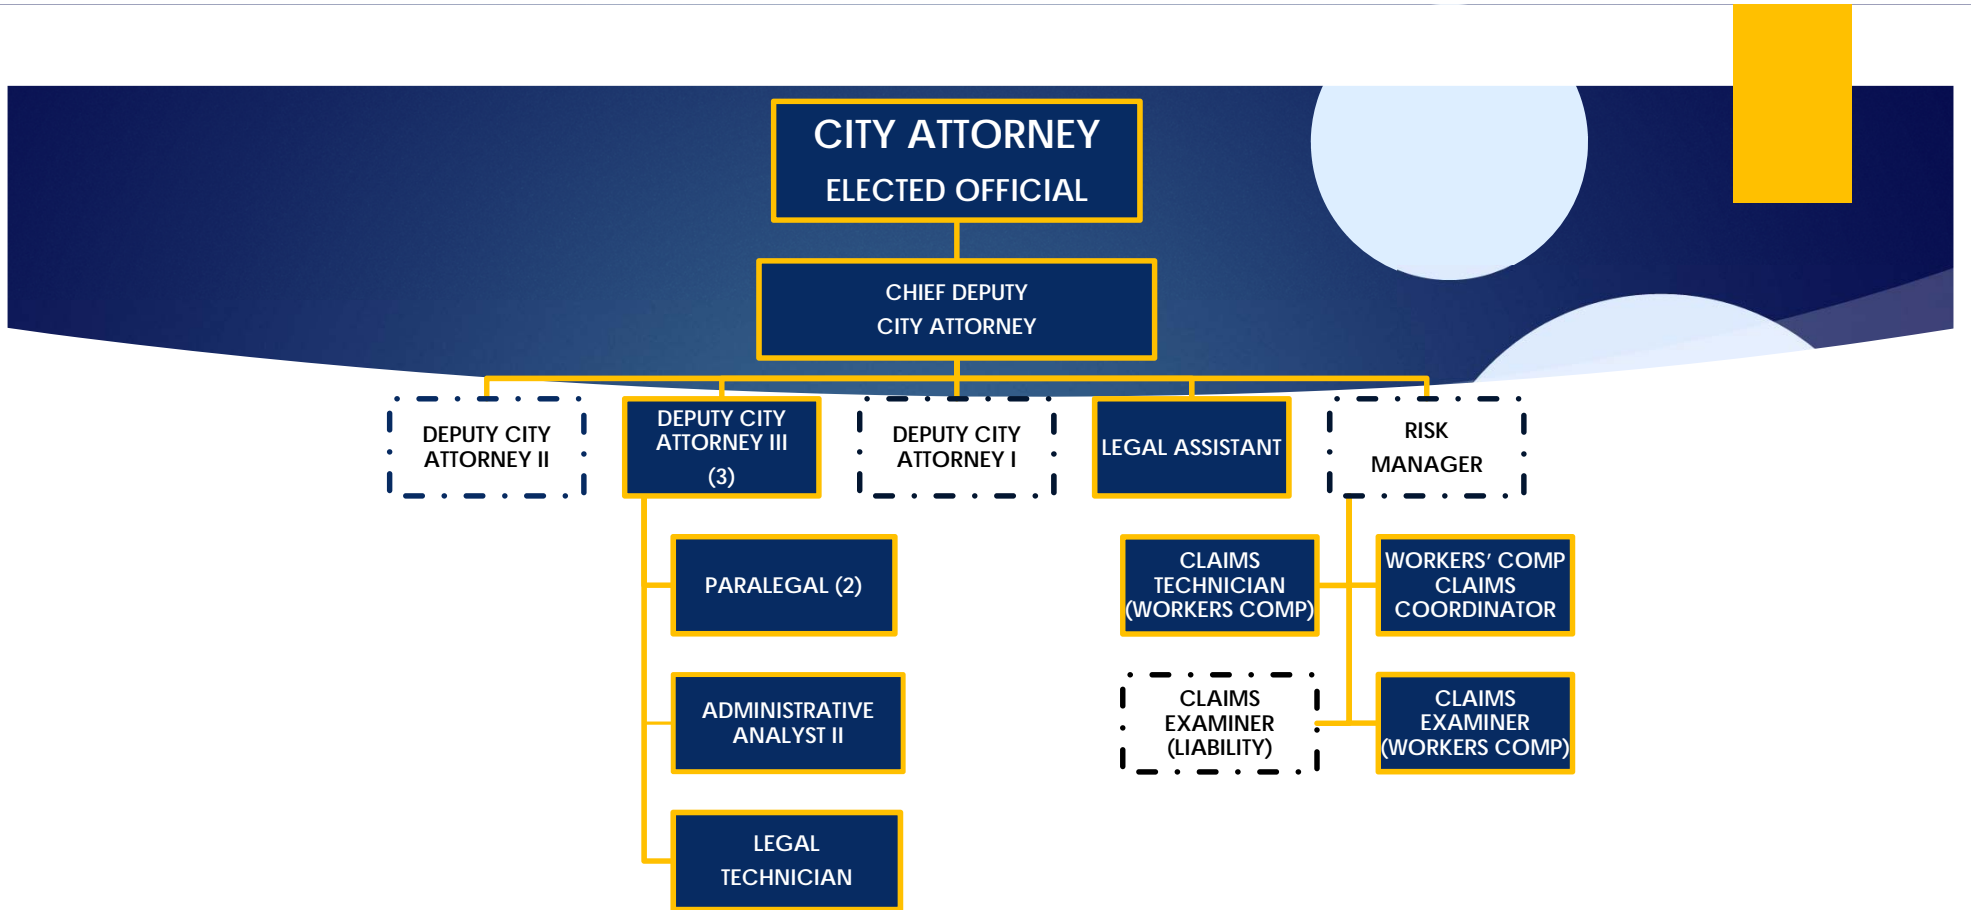 CITY ATTORNEY
ELECTED OFFICIAL
CHIEF DEPUTY
CITY ATTORNEY
DEPUTY CITY
ATTORNEY II
DEPUTY CITY
ATTORNEY III
(3)
DEPUTY CITY
ATTORNEY I
LEGAL ASSISTANT
RISK
MANAGER
PARALEGAL (2)
ADMINISTRATIVE
ANALYST II
LEGAL
TECHNICIAN
CLAIMS
TECHNICIAN
(WORKERS COMP)
WORKERS’ COMP
CLAIMS
COORDINATOR
CLAIMS
EXAMINER
(LIABILITY)
CLAIMS
EXAMINER
(WORKERS COMP)